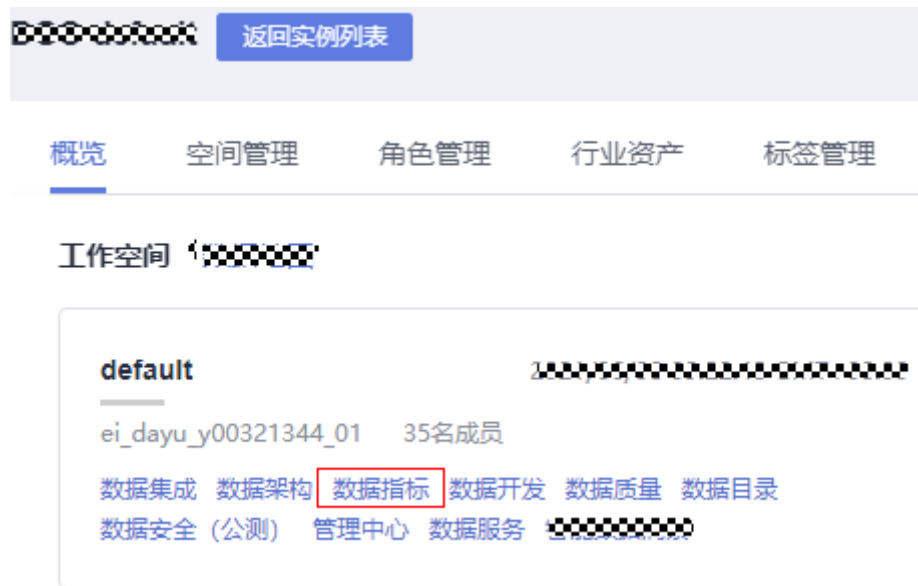 返回实例列表
概览 空间管理 角色管理 行业资产 标签管理
工作空间
default
ei_dayu_y00321344_01 35名成员
数据集成 数据架构 数据指标 数据开发 数据质量 数据目录
数据安全（公测） 管理中心 数据服务